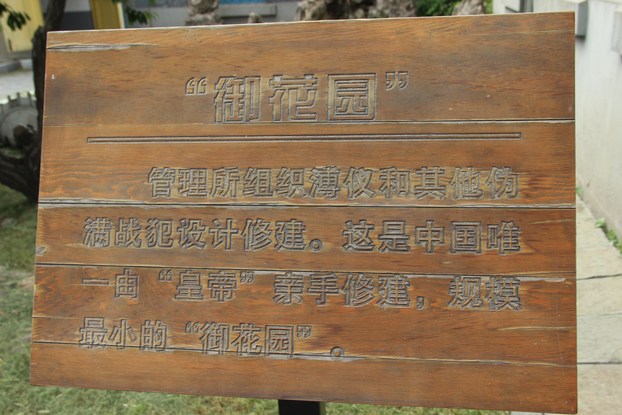 “御花园”
管理所组织溥仪和其他伪
满战犯设计修建。这是中国唯
一由“皇帝”亲手修建，规模
最小的“御花园”。